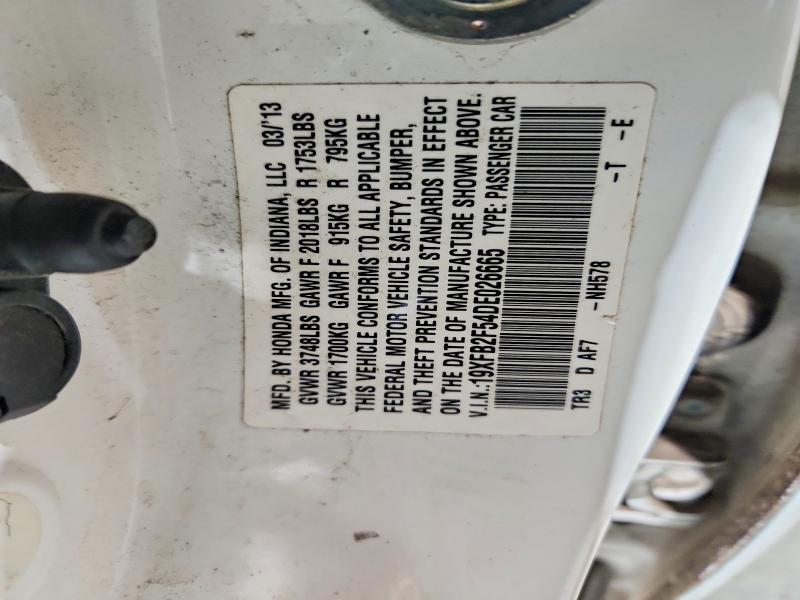 MFD. BY HONDA MFG. OF INDIANA, LLC 03/'13
GVWR 3748LBS GAWR F 2018LBS R 1753LBS
GVWR 1700KG GAWR F 915KG R 795KG
THIS VEHICLE CONFORMS TO ALL APPLICABLE
FEDERAL MOTOR VEHICLE SAFETY, BUMPER,
AND THEFT PREVENTION STANDARDS IN EFFECT
ON THE DATE OF MANUFACTURE SHOWN ABOVE.
V.I.N.:19XFB2F54DE026665 TYPE: PASSENGER CAR
TR3 D AF7 -NH578 -T -E